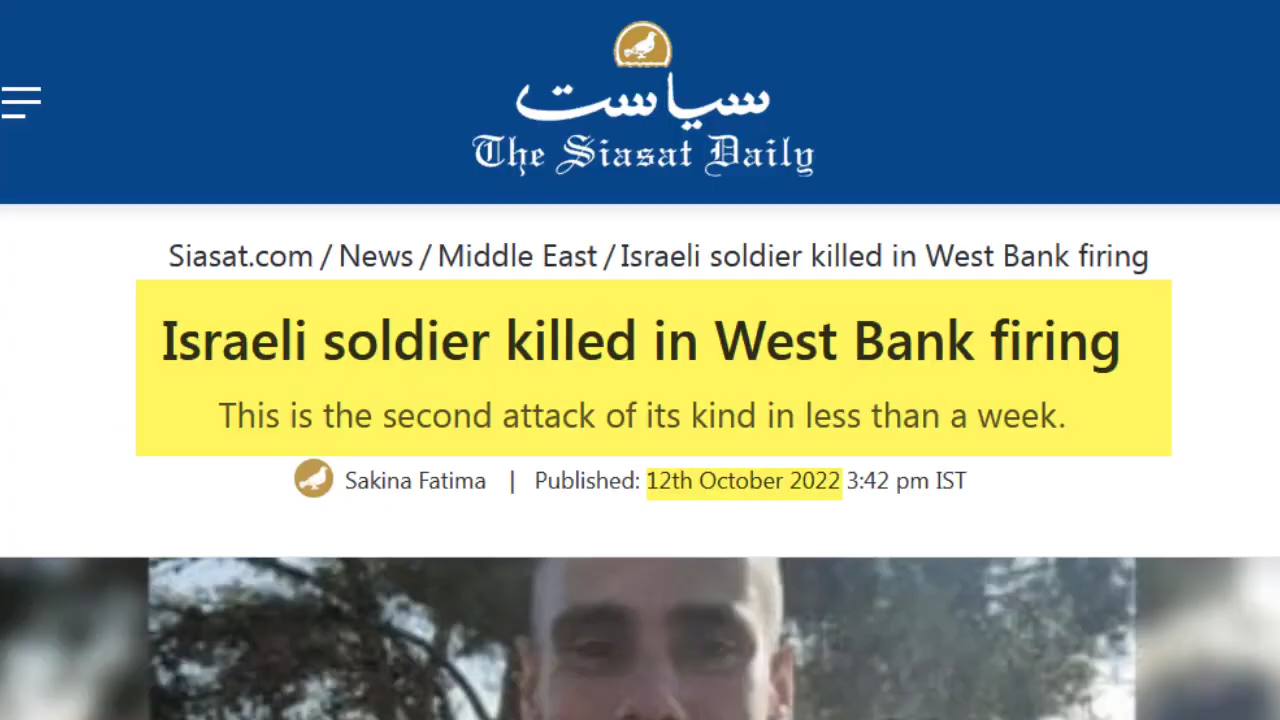 سیاست
The Siasat Daily
Siasat.com / News / Middle East / Israeli soldier killed in West Bank firing
Israeli soldier killed in West Bank firing
This is the second attack of its kind in less than a week.
Sakina Fatima | Published: 12th October 2022 3:42 pm IST